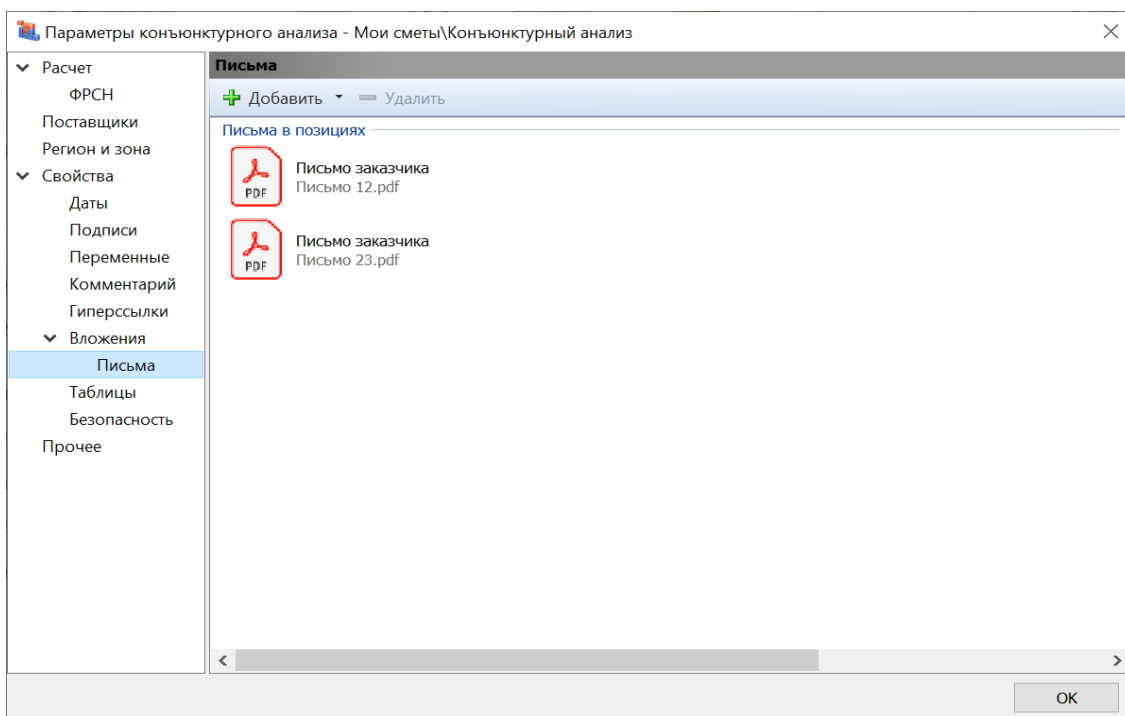 Параметры конъюнктурного анализа - Мои сметы\Конъюнктурный анализ
Расчет
ФРСН
Поставщики
Регион и зона
Свойства
Даты
Подписи
Переменные
Комментарий
Гиперссылки
Вложения
Письма
Таблицы
Безопасность
Прочее
Письма
Добавить
Удалить
Письма в позициях
PDF
Письмо заказчика
Письмо 12.pdf
PDF
Письмо заказчика
Письмо 23.pdf
OK